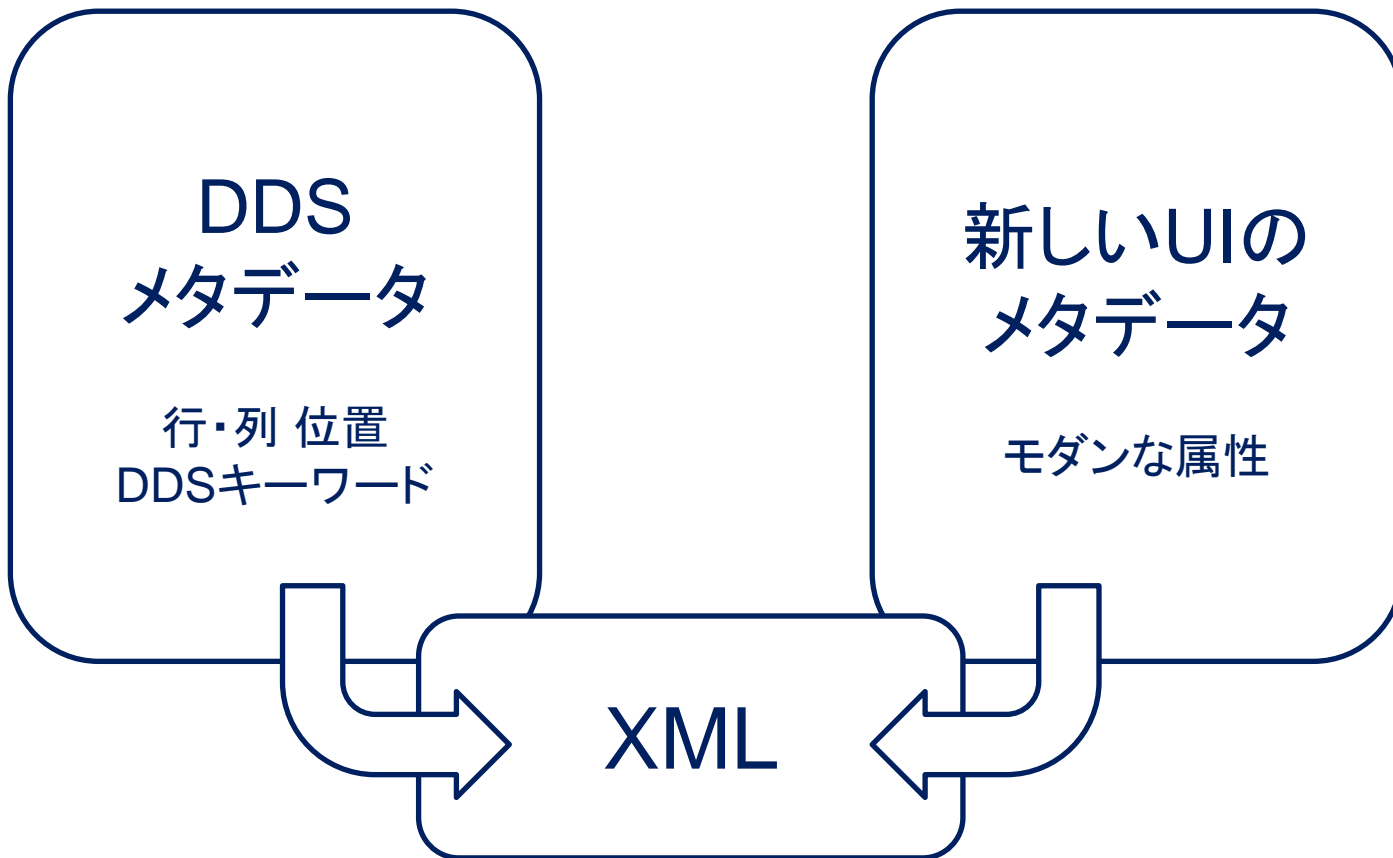 DDS
メタデータ
行・列 位置
DDSキーワード
新しいUIの
メタデータ
モダンな属性
XML